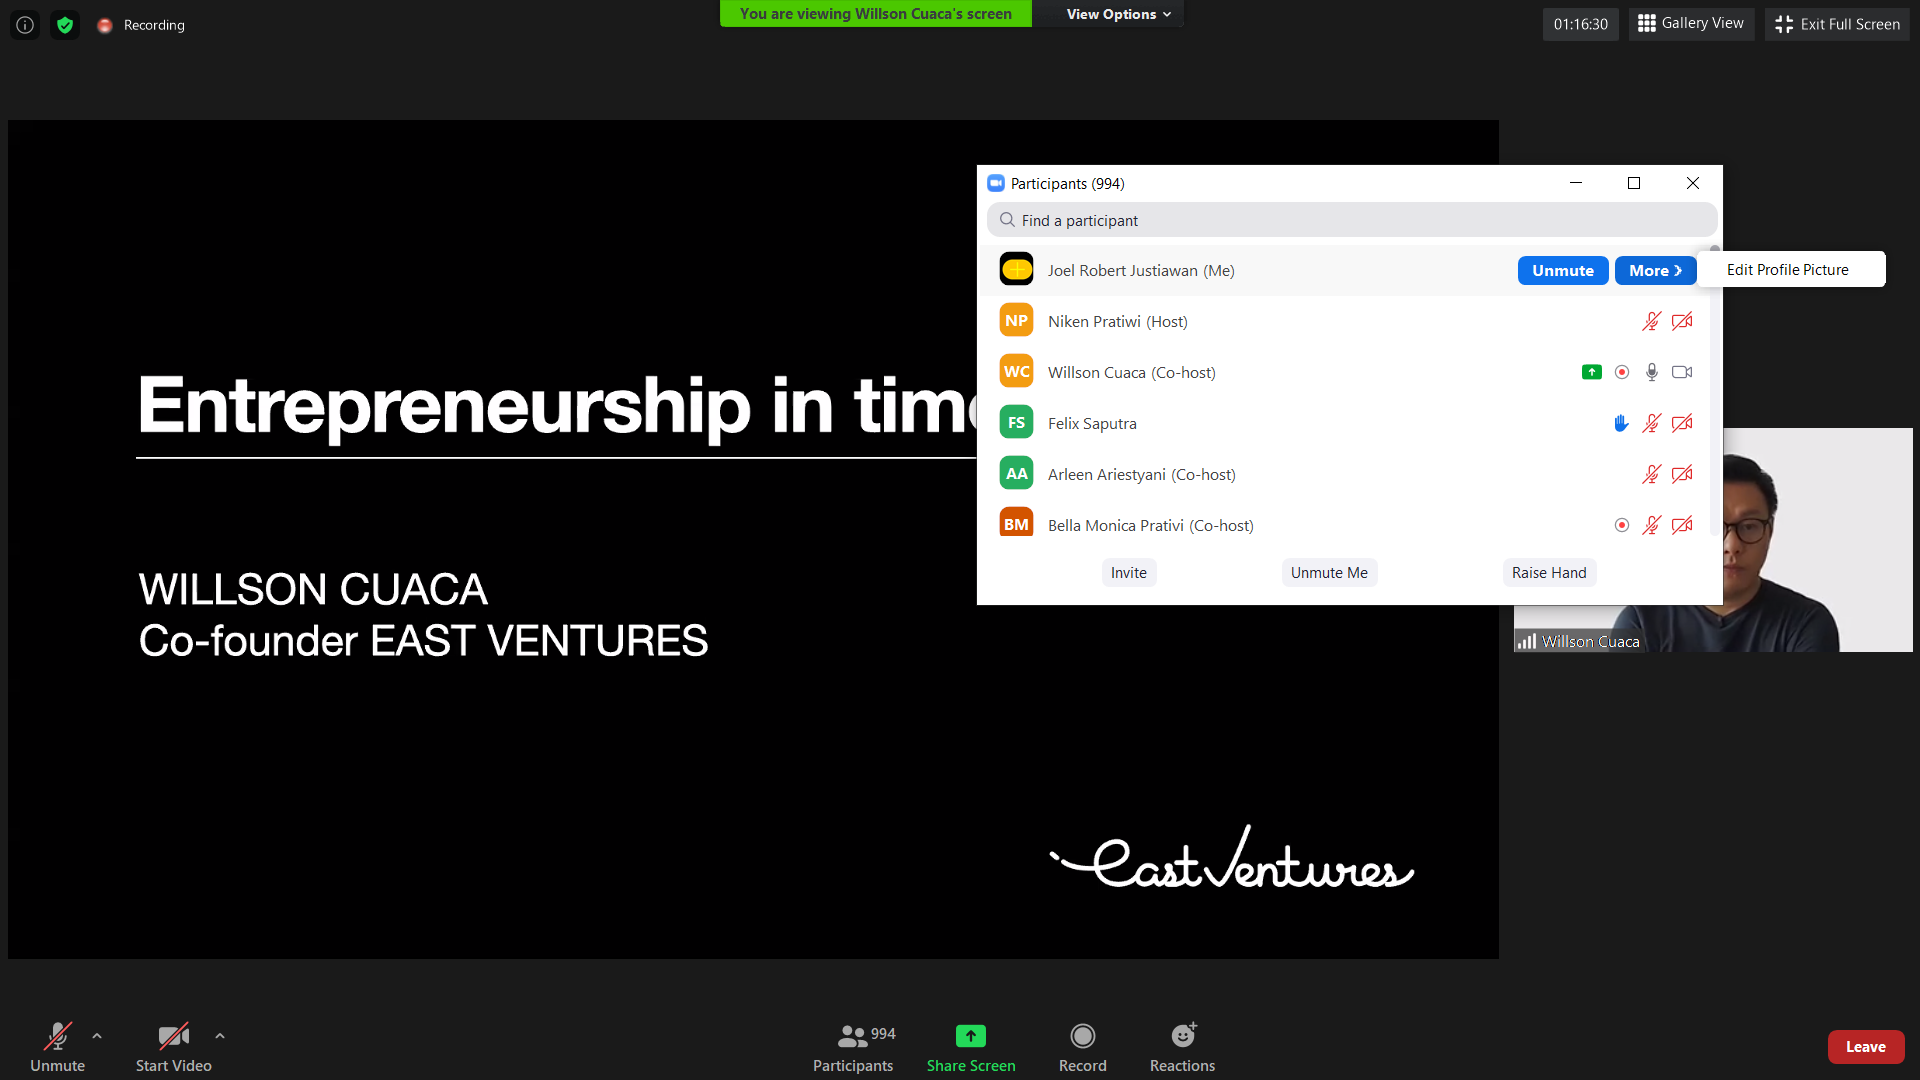 Recording
You are viewing Willson Cuaca's screen
View Options
01:16:30
Gallery View
Exit Full Screen
Entrepreneurship in
WILLSON CUACA
Co-founder EAST VENTURES
East Ventures
Participants (994)
Find a participant
Joel Robert Justiawan (Me)
Unmute
More
Edit Profile Picture
NP
Niken Pratiwi (Host)
WC
Willson Cuaca (Co-host)
FS
Felix Saputra
AA
Arleen Ariestyani (Co-host)
BM
Bella Monica Prativi (Co-host)
Invite
Unmute Me
Raise Hand
Willson Cuaca
Unmute
Start Video
994
Participants
Share Screen
Record
Reactions
Leave